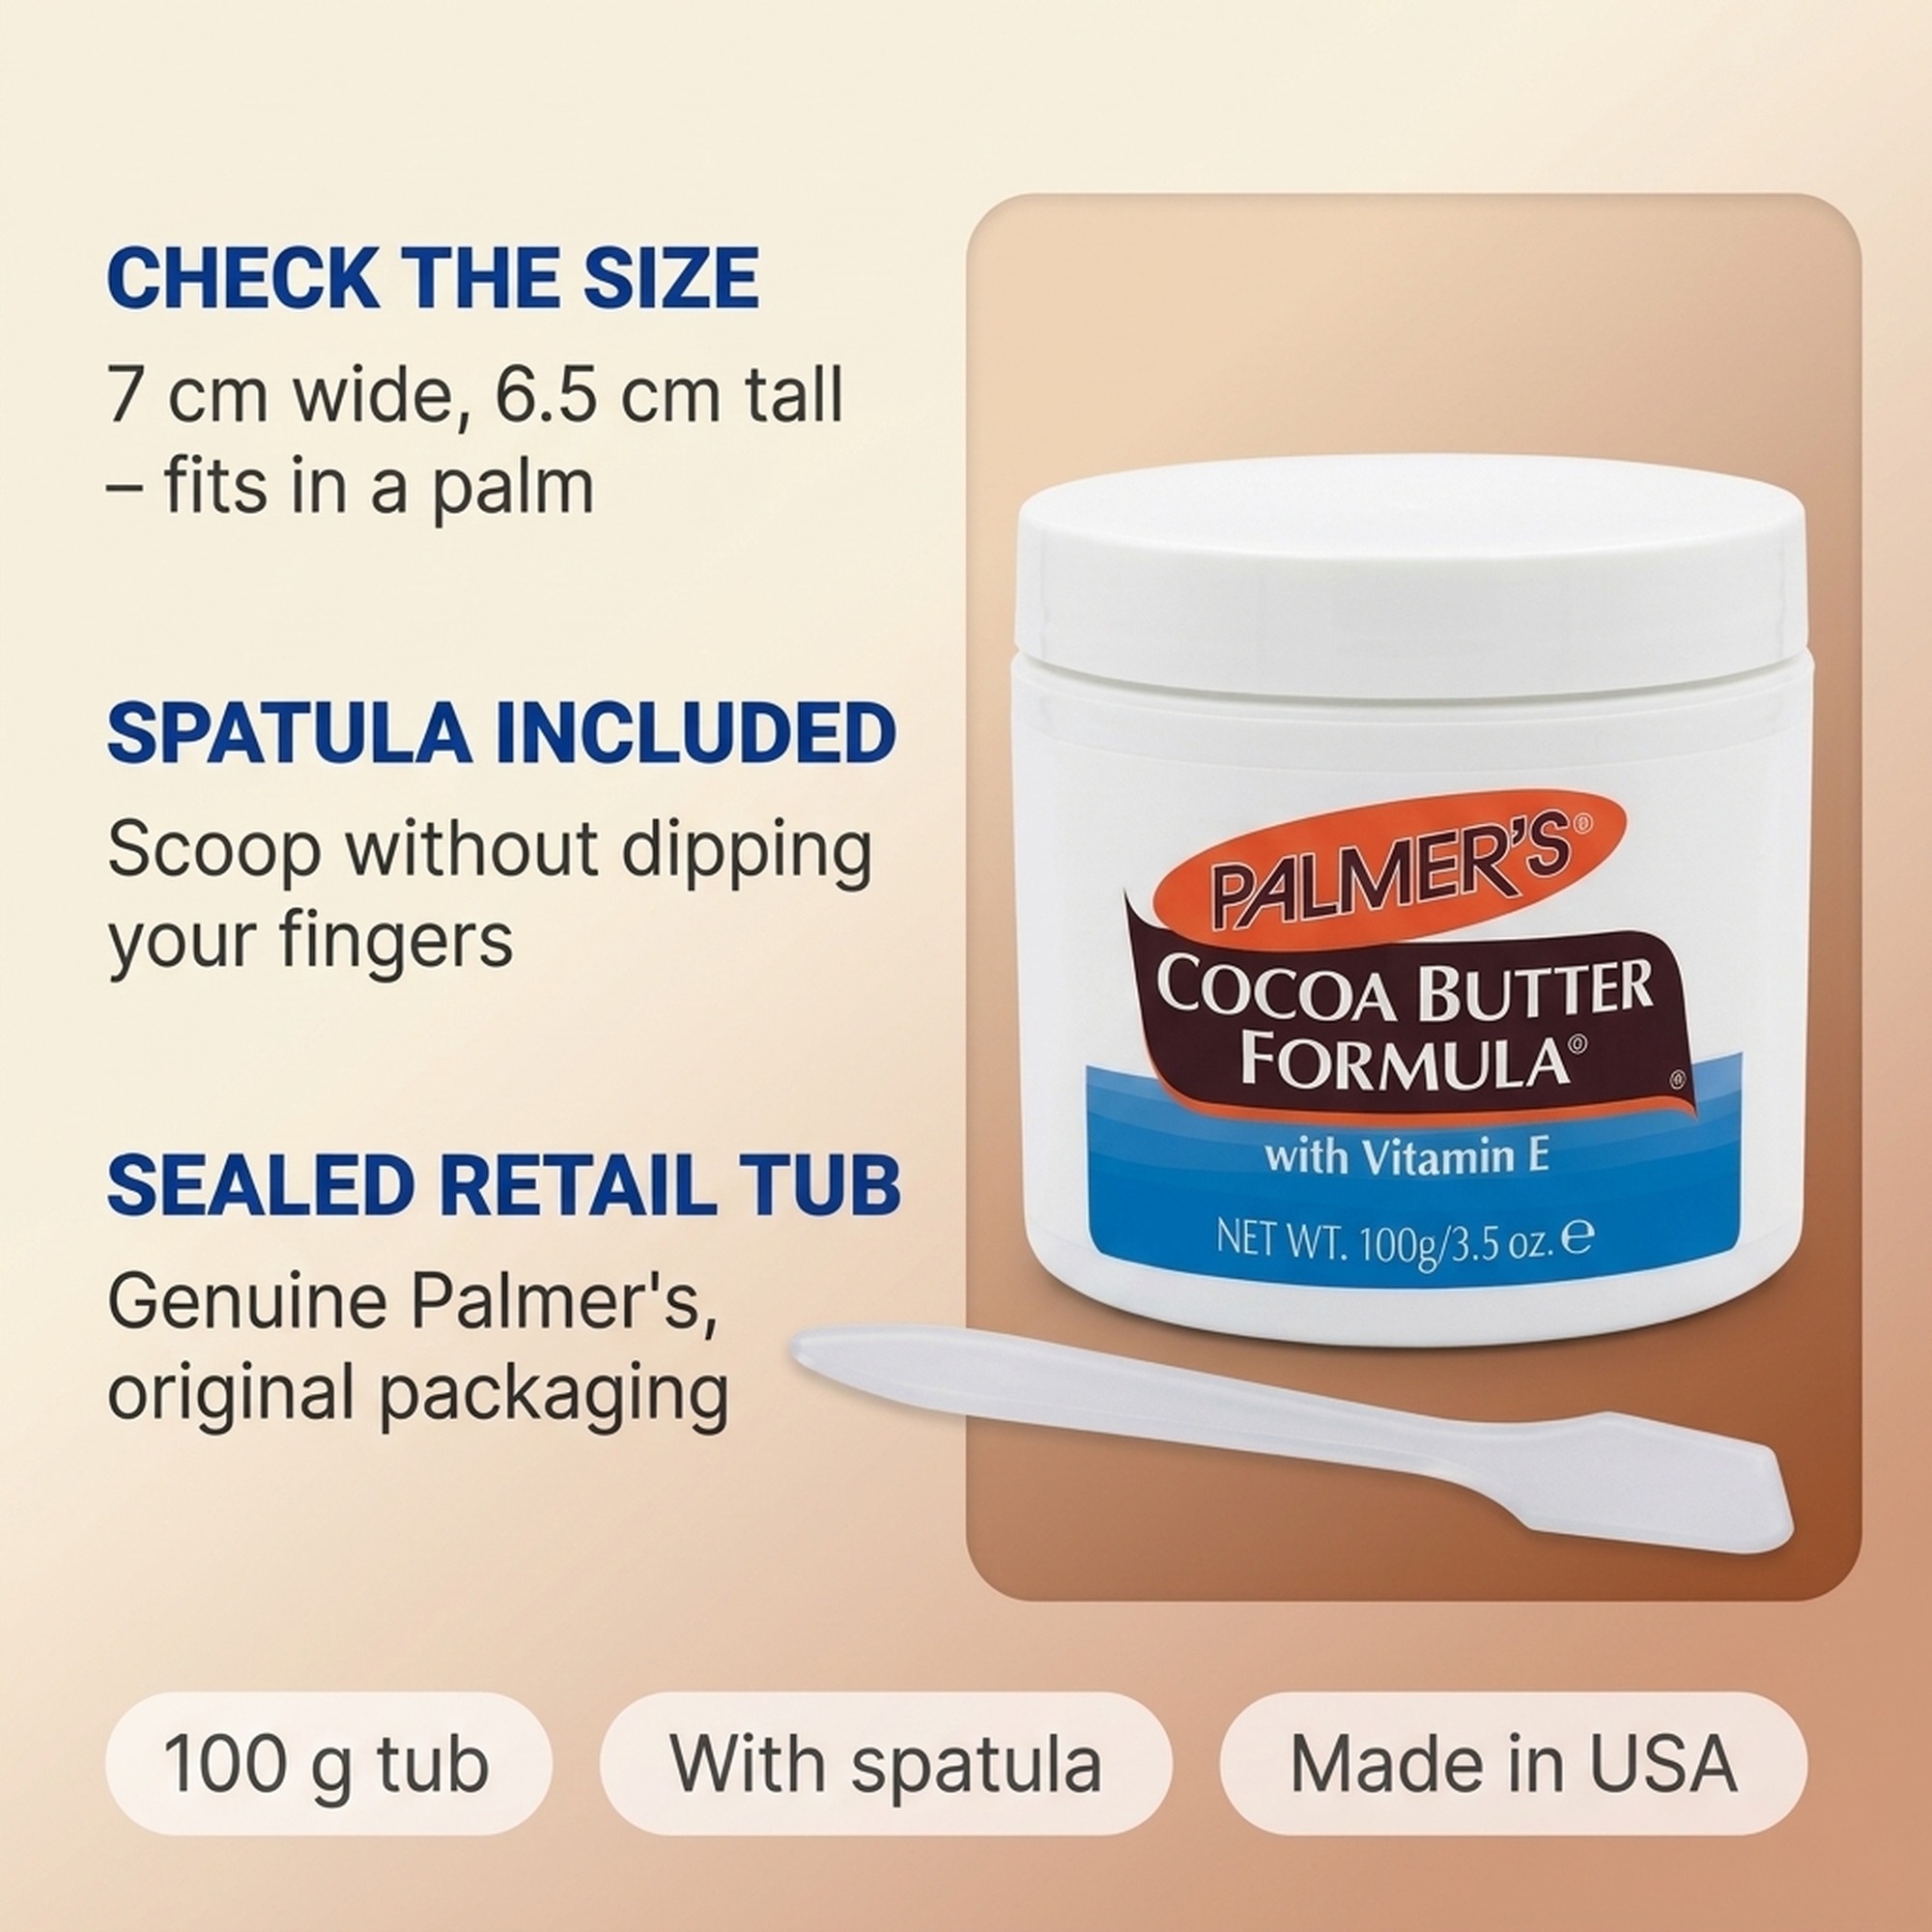 CHECK THE SIZE
7 cm wide, 6.5 cm tall
– fits in a palm
SPATULA INCLUDED
Scoop without dipping
your fingers
SEALED RETAIL TUB
Genuine Palmer's,
original packaging
PALMER'S®
COCOA BUTTER
FORMULA®
®
with Vitamin E
NET WT. 100g/3.5 oz. ℮
100 g tub
With spatula
Made in USA